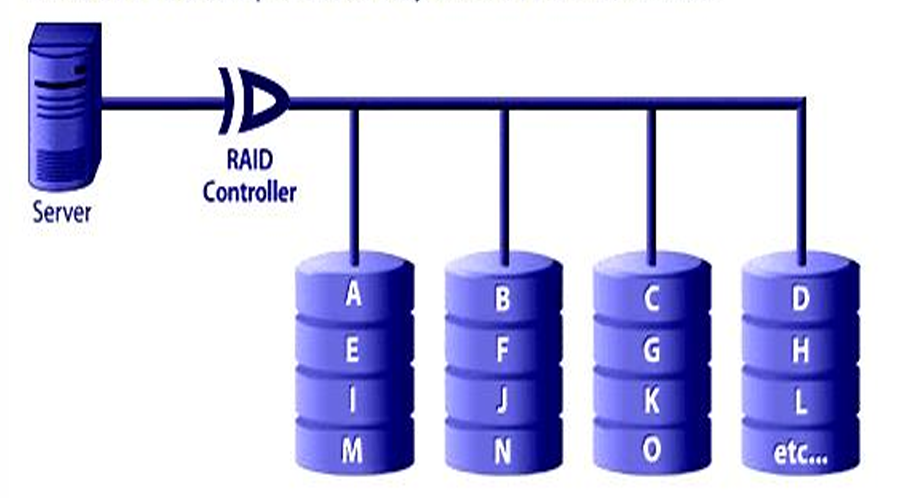 Server
RAID
Controller
A B C D
E F G H
I J K L
M N O etc...